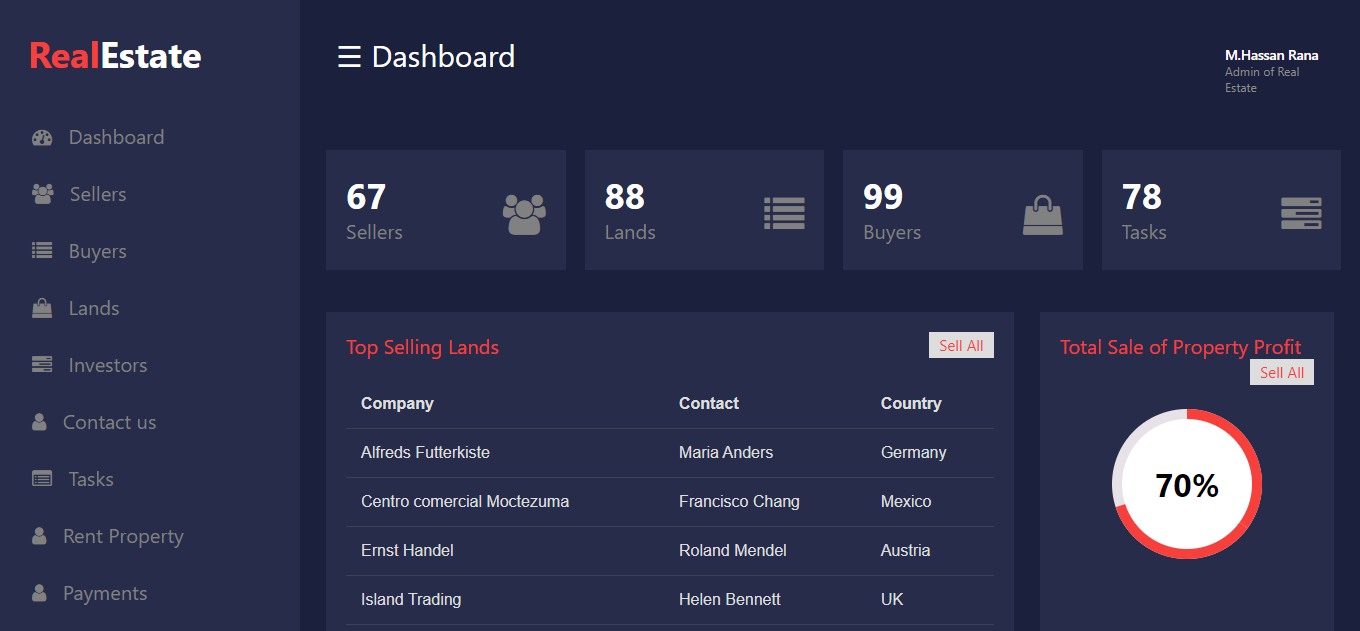 RealEstate
Dashboard
Sellers
Buyers
Lands
Investors
Contact us
Tasks
Rent Property
Payments
☰ Dashboard
M.Hassan Rana
Admin of Real
Estate
67
Sellers
88
Lands
99
Buyers
78
Tasks
Top Selling Lands
Sell All
Company Contact Country
Alfreds Futterkiste Maria Anders Germany
Centro comercial Moctezuma Francisco Chang Mexico
Ernst Handel Roland Mendel Austria
Island Trading Helen Bennett UK
Total Sale of Property Profit
Sell All
70%